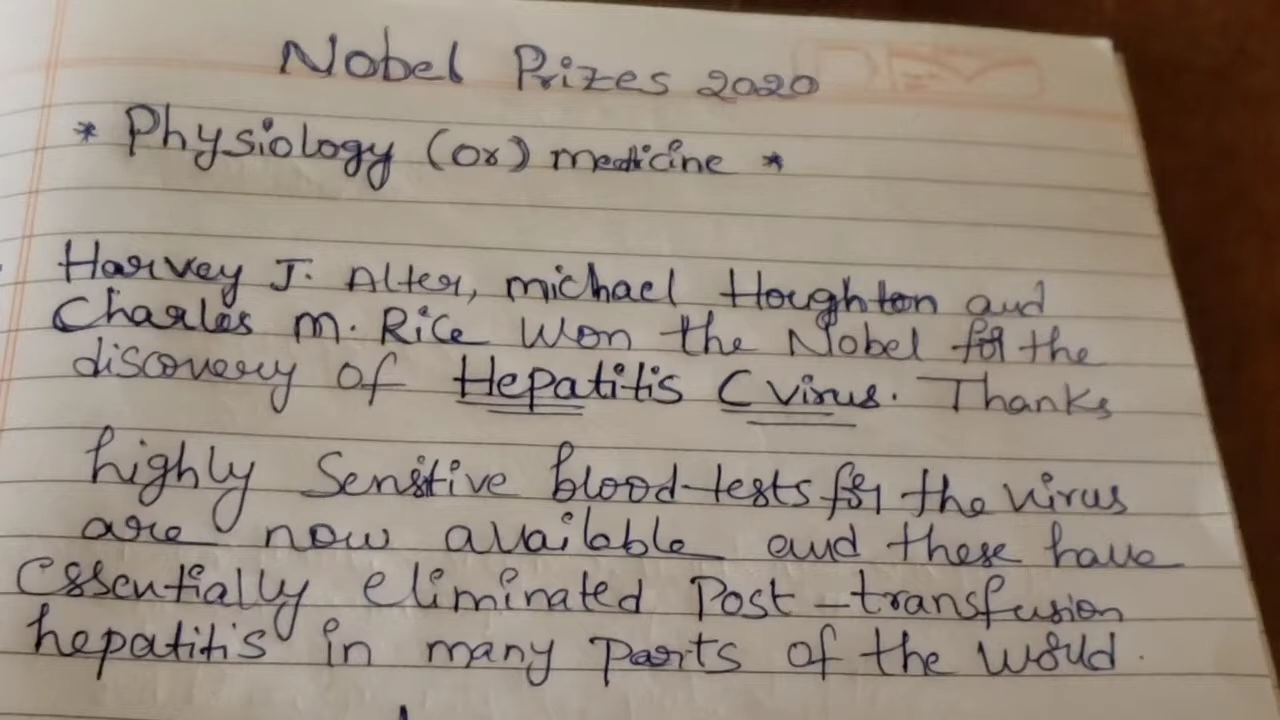 Nobel Prizes 2020
* Physiology (or) medicine *
Harvey J. Alter, michael Houghton and
Charles M. Rice won the Nobel for the
discovery of Hepatitis C virus. Thanks
highly sensitive blood-tests for the virus
are now available and these have
essentially eliminated Post-transfusion
hepatitis in many parts of the world.